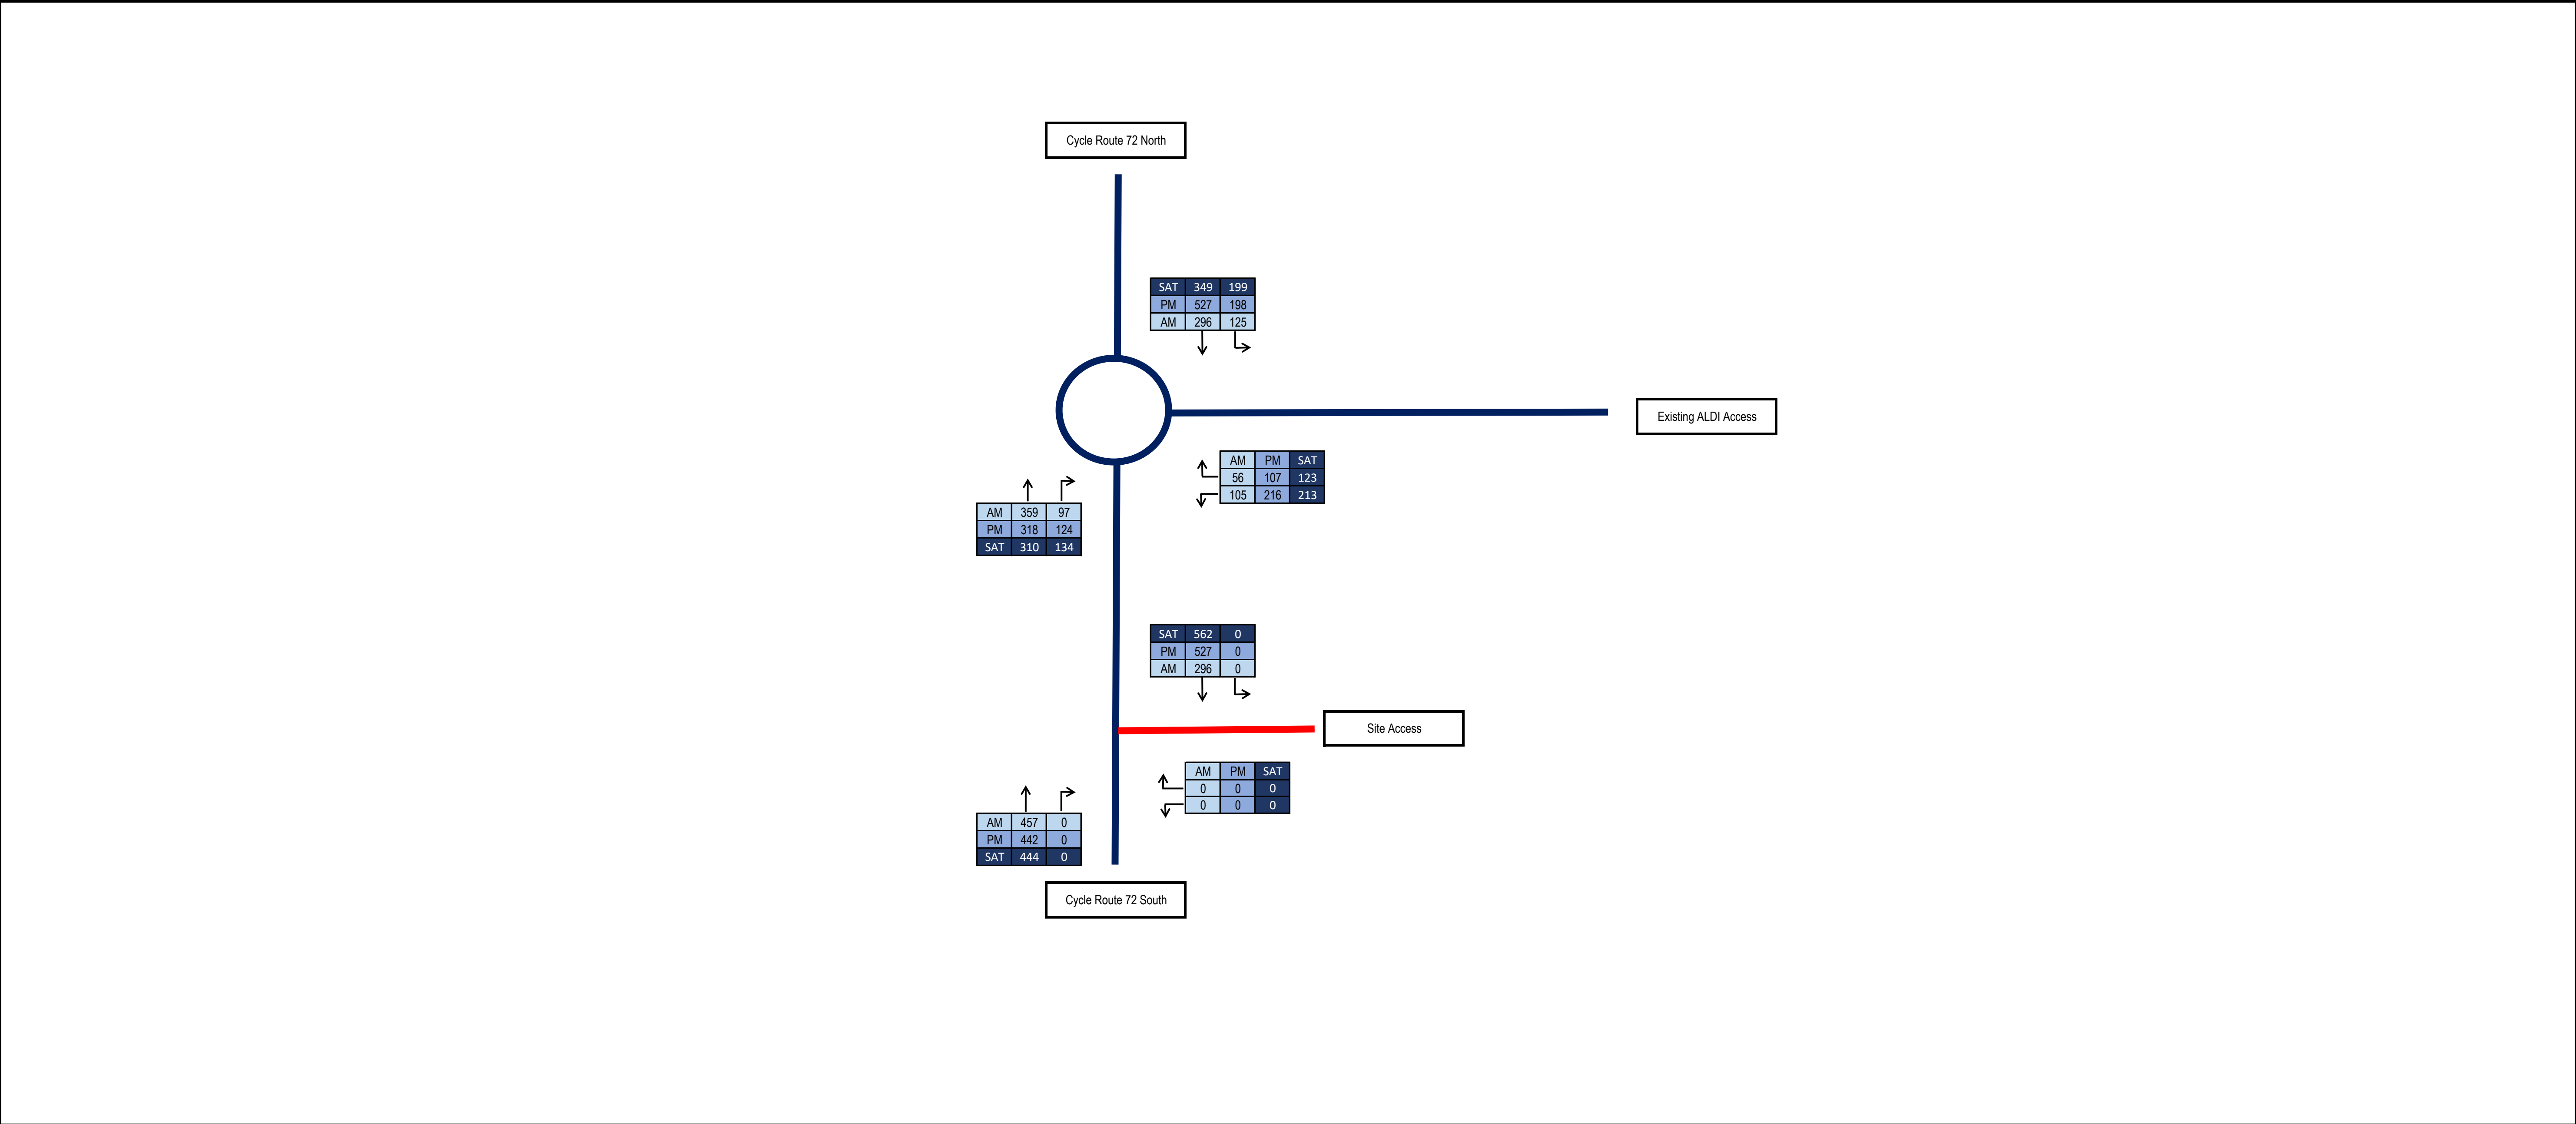 Cycle Route 72 North
SAT 349 199
PM 527 198
AM 296 125
Existing ALDI Access
AM PM SAT
56 107 123
105 216 213
AM 359 97
PM 318 124
SAT 310 134
SAT 562 0
PM 527 0
AM 296 0
Site Access
AM PM SAT
0 0 0
0 0 0
AM 457 0
PM 442 0
SAT 444 0
Cycle Route 72 South